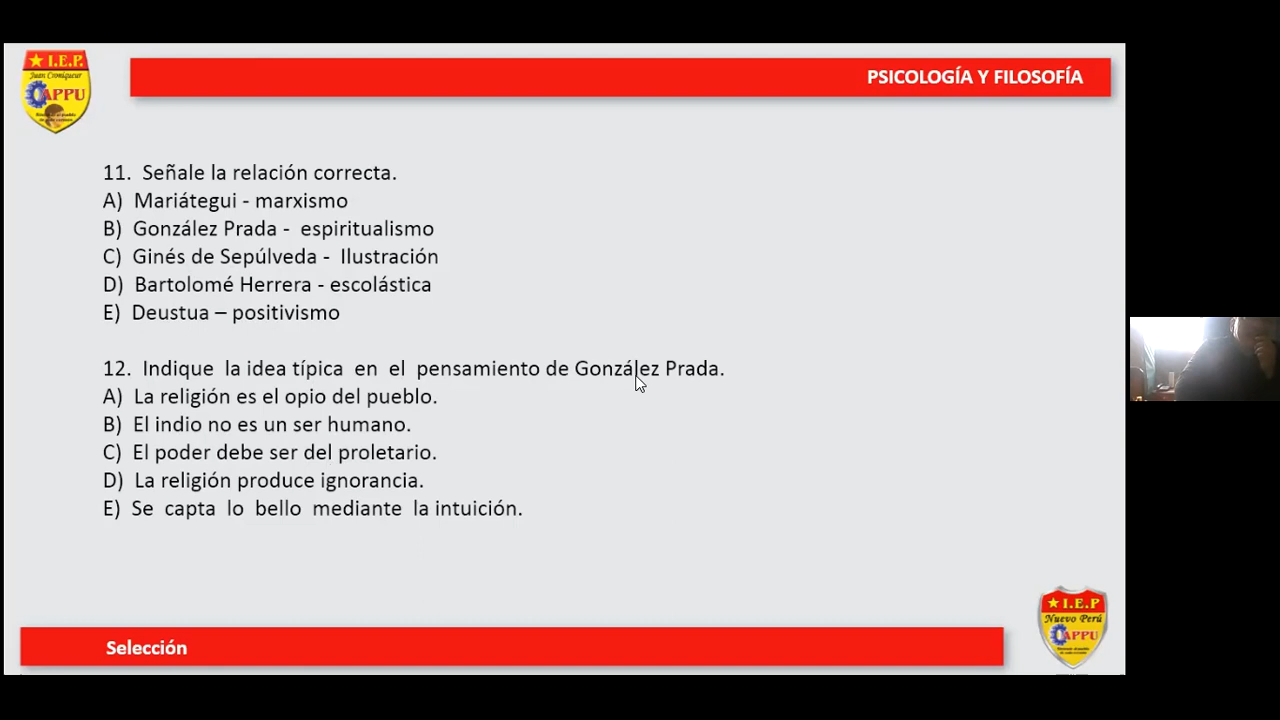 I.E.P.
Juan Croniqueur
CAPPU
PSICOLOGÍA Y FILOSOFÍA
11. Señale la relación correcta.
A) Mariátegui - marxismo
B) González Prada - espiritualismo
C) Ginés de Sepúlveda - Ilustración
D) Bartolomé Herrera - escolástica
E) Deustua – positivismo
12. Indique la idea típica en el pensamiento de González Prada.
A) La religión es el opio del pueblo.
B) El indio no es un ser humano.
C) El poder debe ser del proletario.
D) La religión produce ignorancia.
E) Se capta lo bello mediante la intuición.
I.E.P
Nuevo Perú
CAPPU
Selección